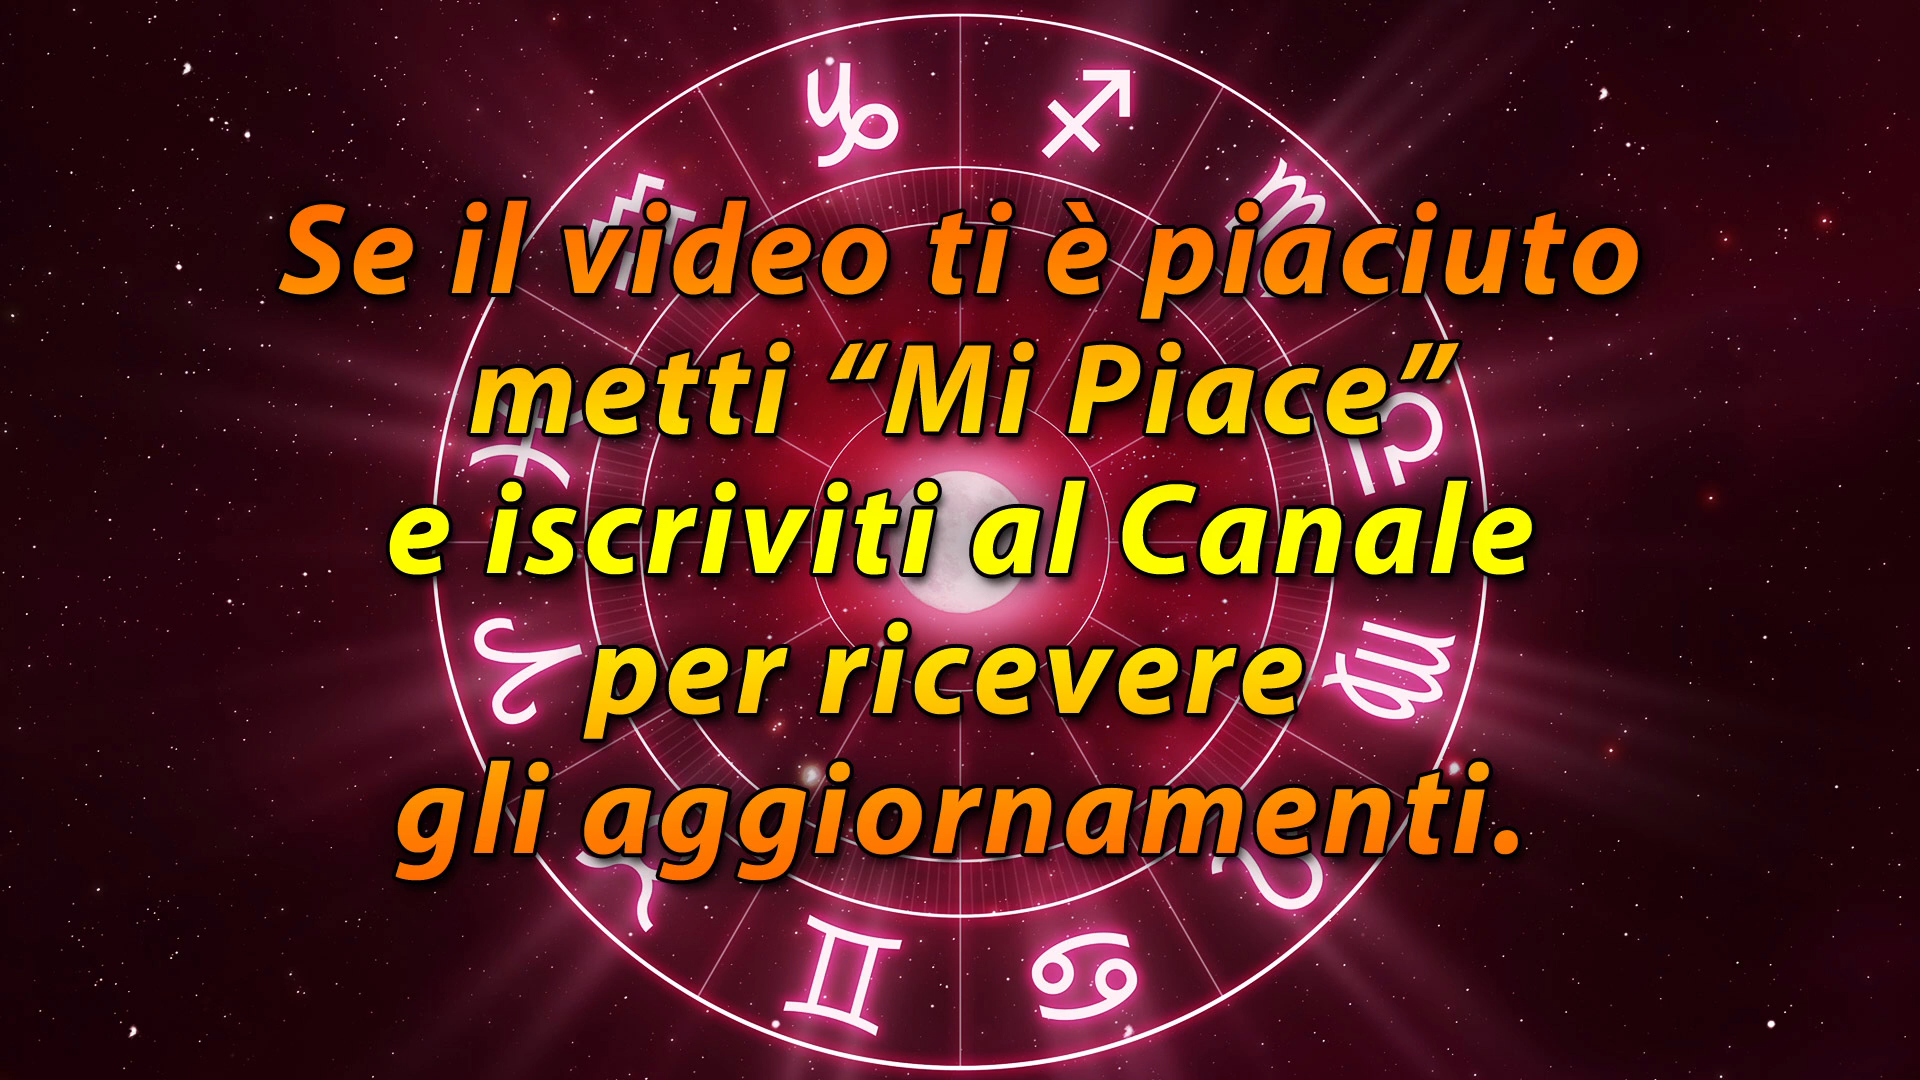 Se il video ti è piaciuto
metti “Mi Piace”
e iscriviti al Canale
per ricevere
gli aggiornamenti.